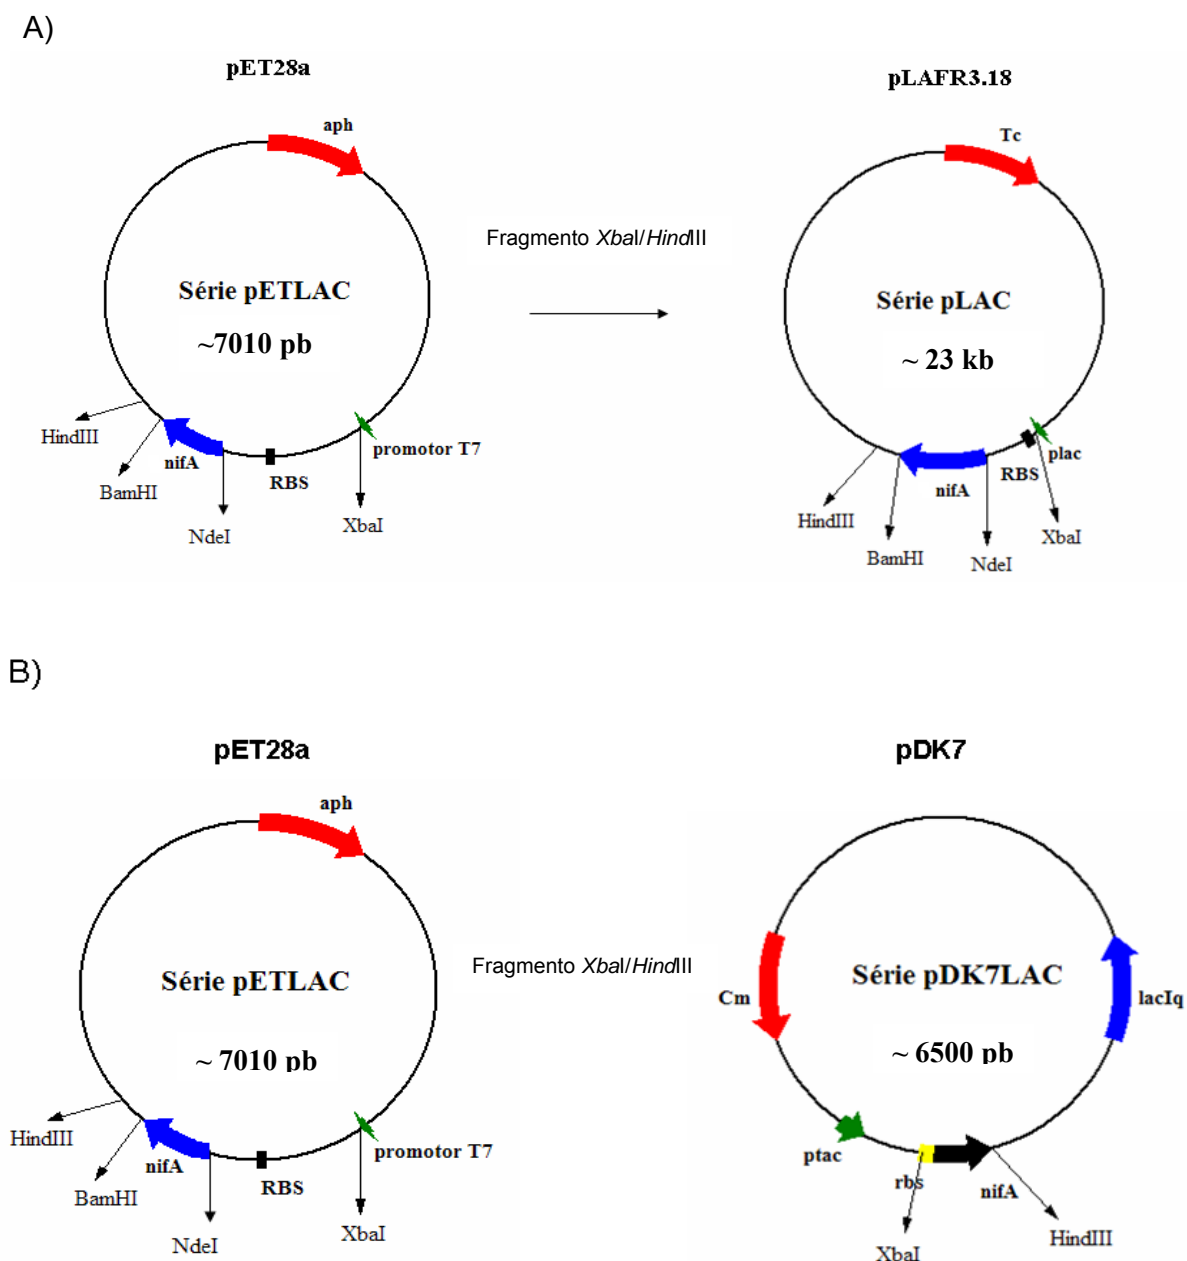 A)
pET28a
pLAFR3.18
aph
Tc
Fragmento XbaI/HindIII
Série pETLAC
~7010 pb
Série pLAC
~ 23 kb
HindIII
BamHI
nifA
NdeI
RBS
promotor T7
XbaI
HindIII
BamHI
nifA
NdeI
RBS
plac
XbaI
B)
pET28a
pDK7
aph
Fragmento XbaI/HindIII
Série pETLAC
~ 7010 pb
Cm
Série pDK7LAC
~ 6500 pb
lacIq
HindIII
BamHI
nifA
NdeI
RBS
promotor T7
XbaI
ptac
rbs
nifA
XbaI
HindIII